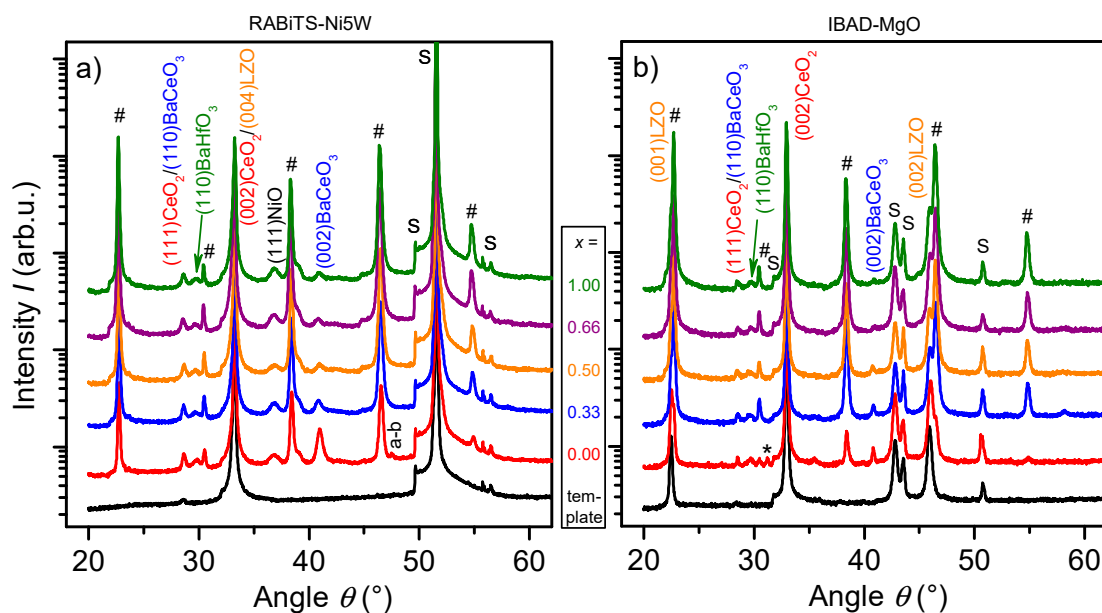 RABiTS-Ni5W
IBAD-MgO
a)
b)
Intensity I (arb.u.)
#
(111)CeO2/(110)BaCeO3
(110)BaHfO3
#
(002)CeO2/(004)LZO
(111)NiO
#
(002)BaCeO3
#
a-b
S
S
#
S
x =
1.00
0.66
0.50
0.33
0.00
tem-
plate
(001)LZO
#
(111)CeO2/(110)BaCeO3
(110)BaHfO3
#
S
*
(002)CeO2
#
(002)BaCeO3
S
S
(002)LZO
#
S
#
20 30 40 50 60
Angle θ (°)
20 30 40 50 60
Angle θ (°)